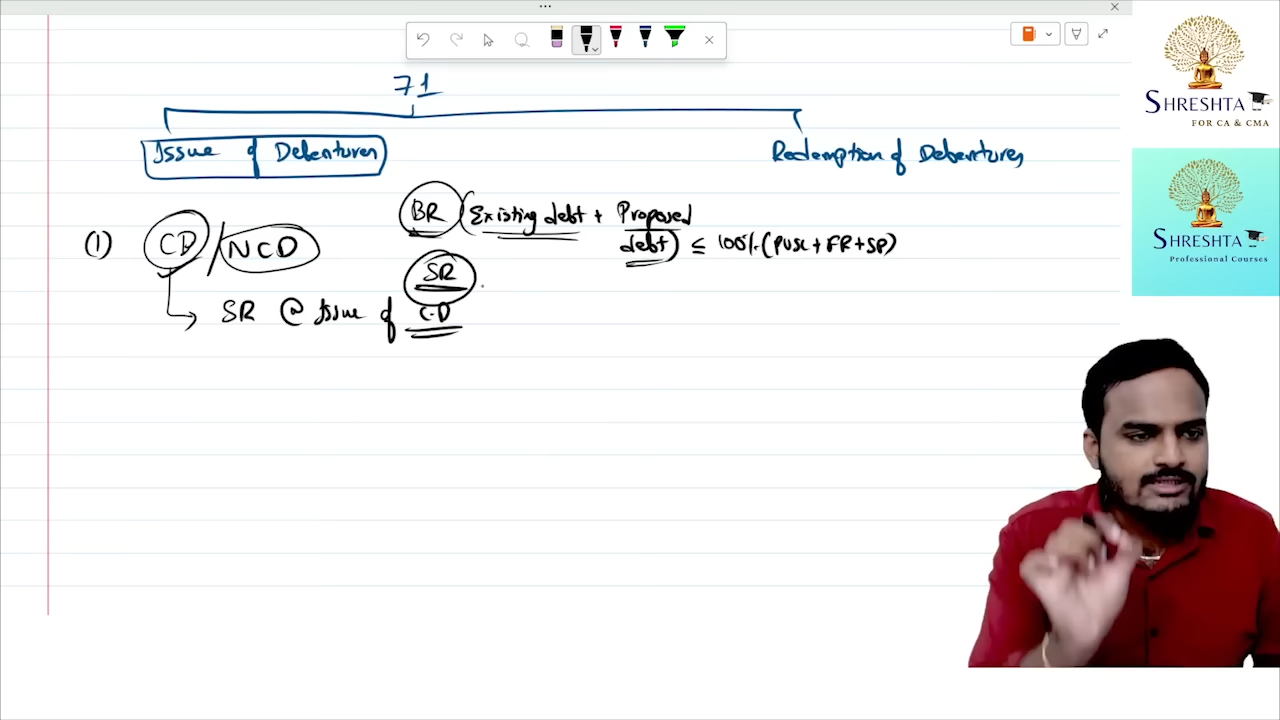 71
Issue of Debentures
Redemption of Debentures
(1) CD / NCD
BR (Existing debt + Proposed debt) ≤ 100% (PUSC + FR + SP)
SR
SR @ Issue of CD
SHRESHTA
FOR CA & CMA
SHRESHTA
Professional Courses